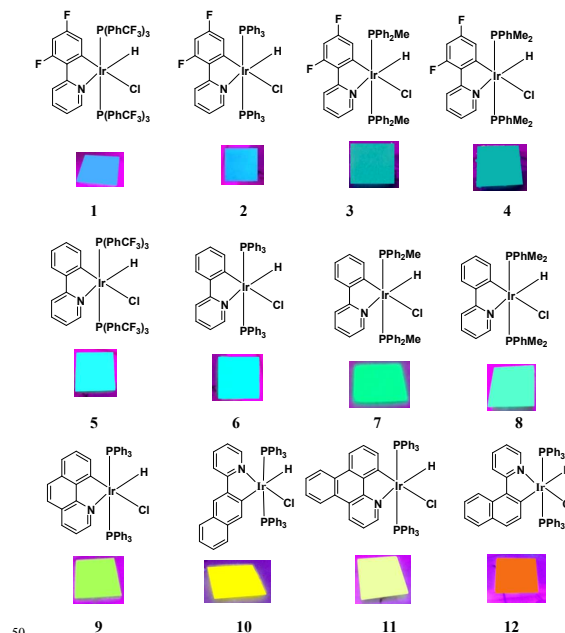 F P(PhCF₃)₃ H F Ir N Cl P(PhCF₃)₃
F PPh₃ H F Ir N Cl PPh₃
F PPh₂Me H F Ir N Cl PPh₂Me
F PPhMe₂ H F Ir N Cl PPhMe₂
1 2 3 4
P(PhCF₃)₃ H Ir N Cl P(PhCF₃)₃
PPh₃ H Ir N Cl PPh₃
PPh₂Me H Ir N Cl PPh₂Me
PPhMe₂ H Ir N Cl PPhMe₂
5 6 7 8
PPh₃ H Ir N Cl PPh₃
N PPh₃ H Ir Cl PPh₃
PPh₃ H Ir N Cl PPh₃
N PPh₃ Ir PPh₃
50
9 10 11 12